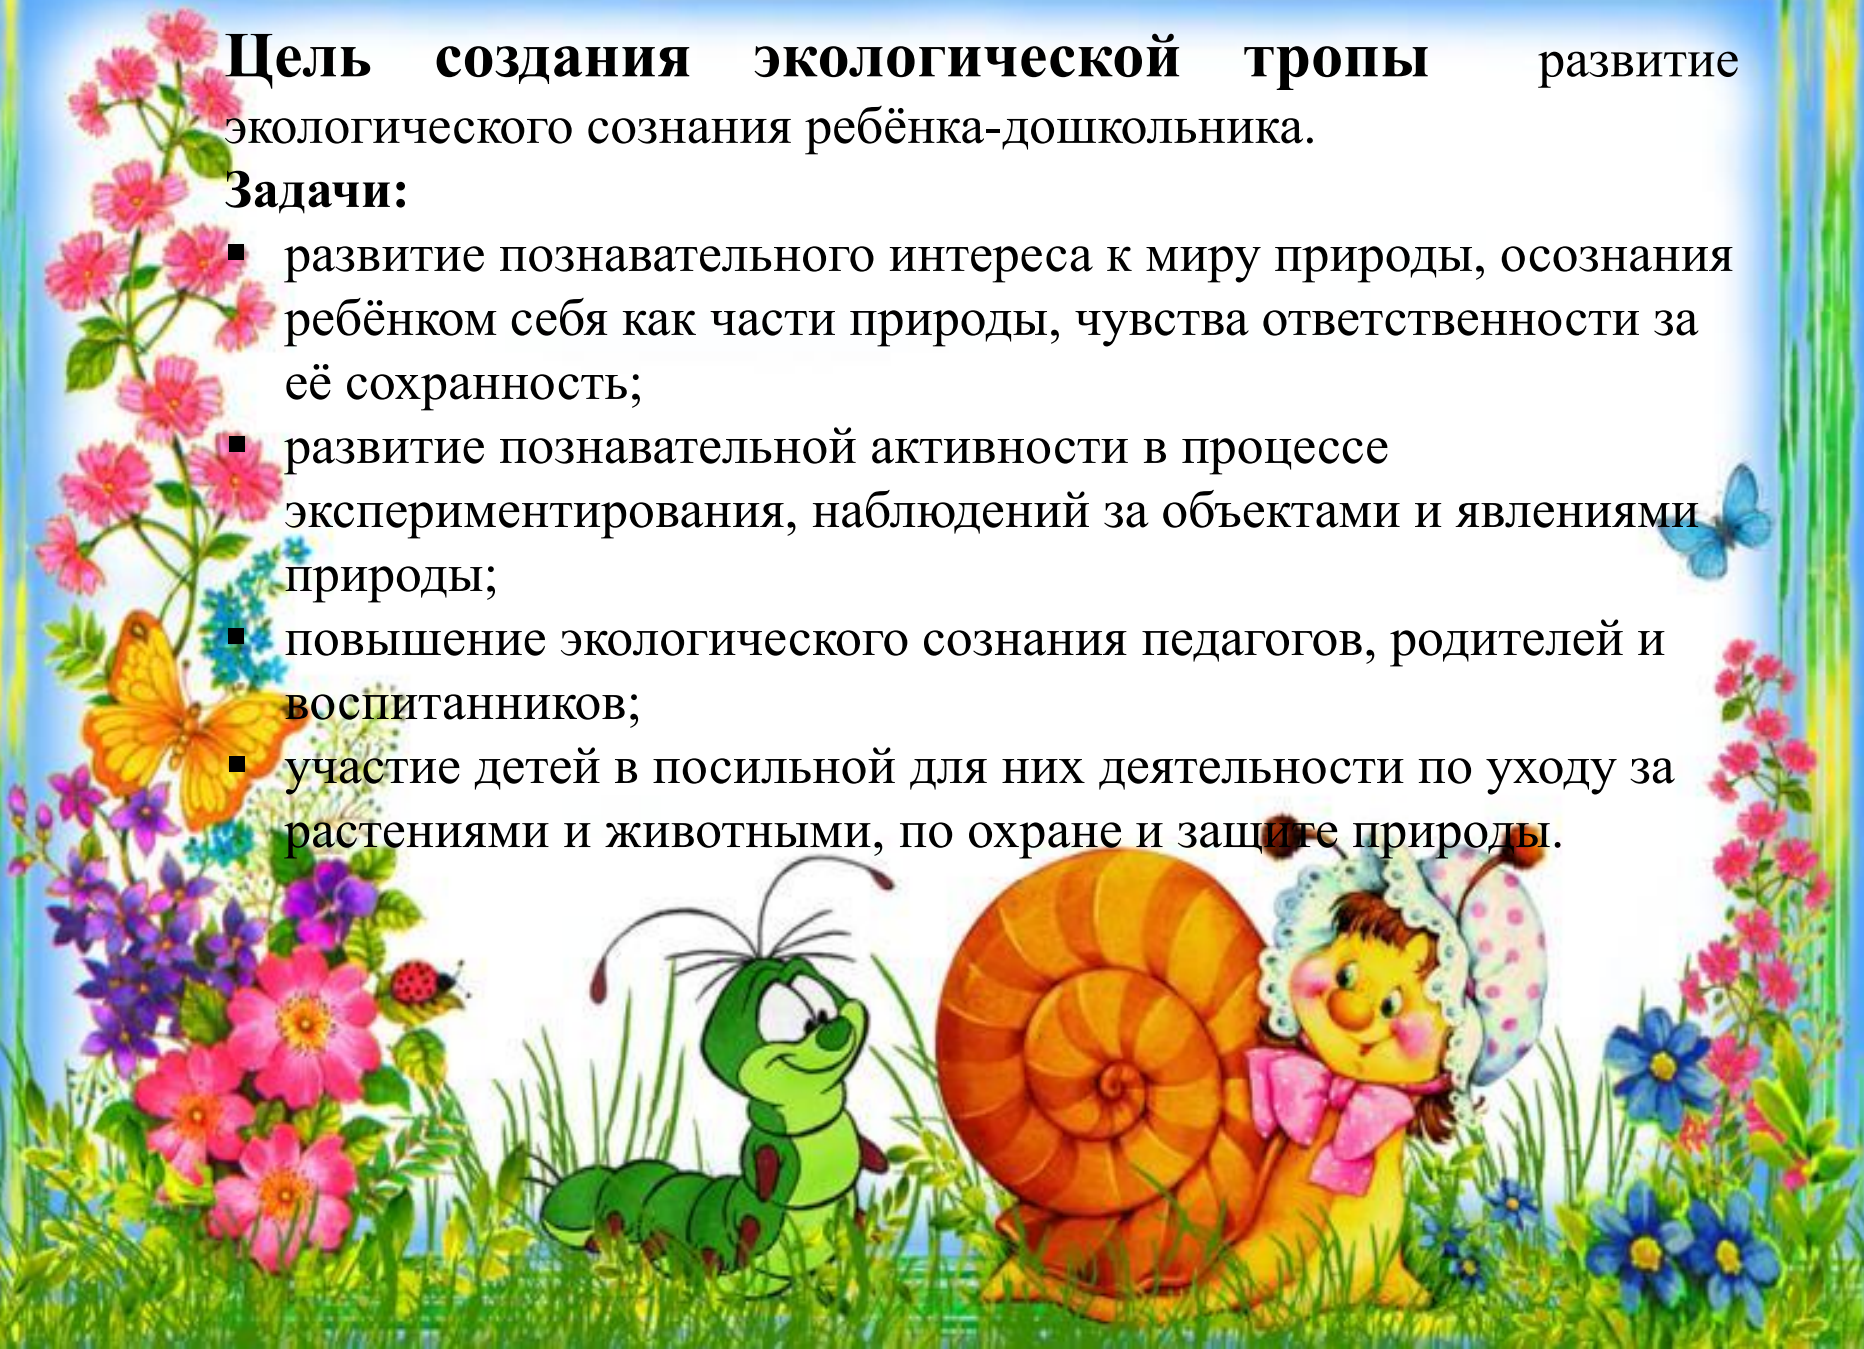 Цель создания экологической тропы развитие
экологического сознания ребёнка-дошкольника.
Задачи:
▪ развитие познавательного интереса к миру природы, осознания
ребёнком себя как части природы, чувства ответственности за
её сохранность;
▪ развитие познавательной активности в процессе
экспериментирования, наблюдений за объектами и явлениями
природы;
▪ повышение экологического сознания педагогов, родителей и
воспитанников;
▪ участие детей в посильной для них деятельности по уходу за
растениями и животными, по охране и защите природы.